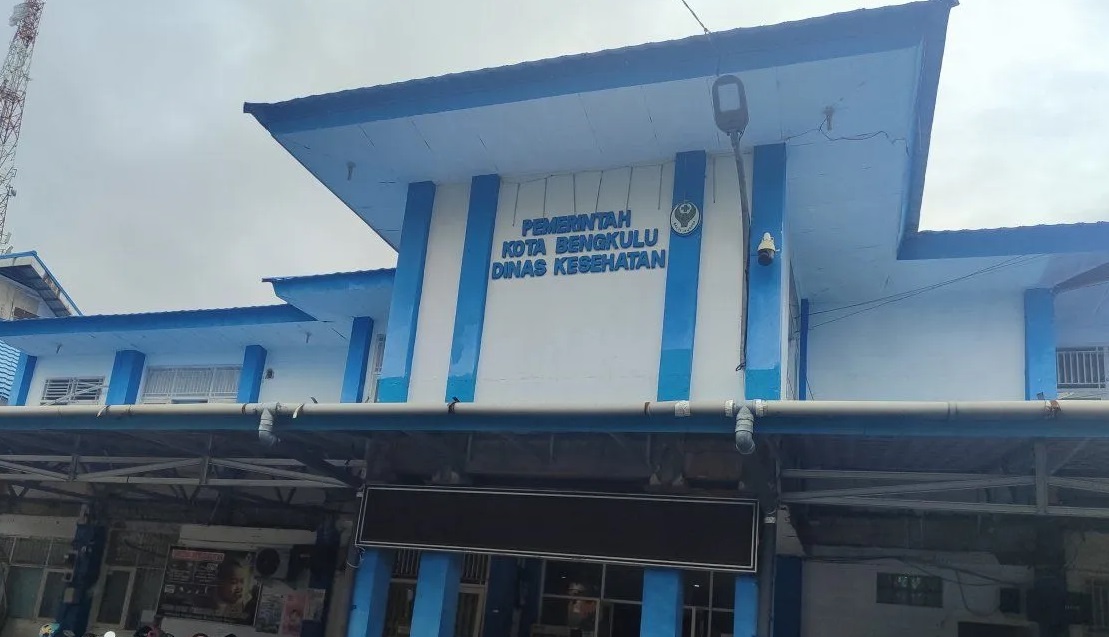 PEMERINTAH
KOTA BENGKULU
DINAS KESEHATAN